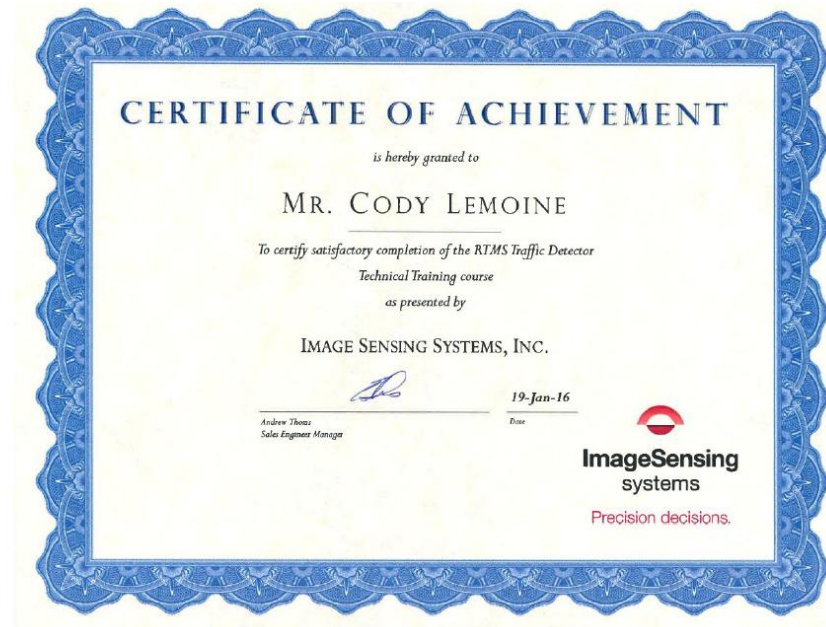 CERTIFICATE OF ACHIEVEMENT
is hereby granted to
MR. CODY LEMOINE
To certify satisfactory completion of the RTMS Traffic Detector
Technical Training course
as presented by
IMAGE SENSING SYSTEMS, INC.
19-Jan-16
Andrew Thoms
Date
Sales Engineer Manager
ImageSensing
systems
Precision decisions.